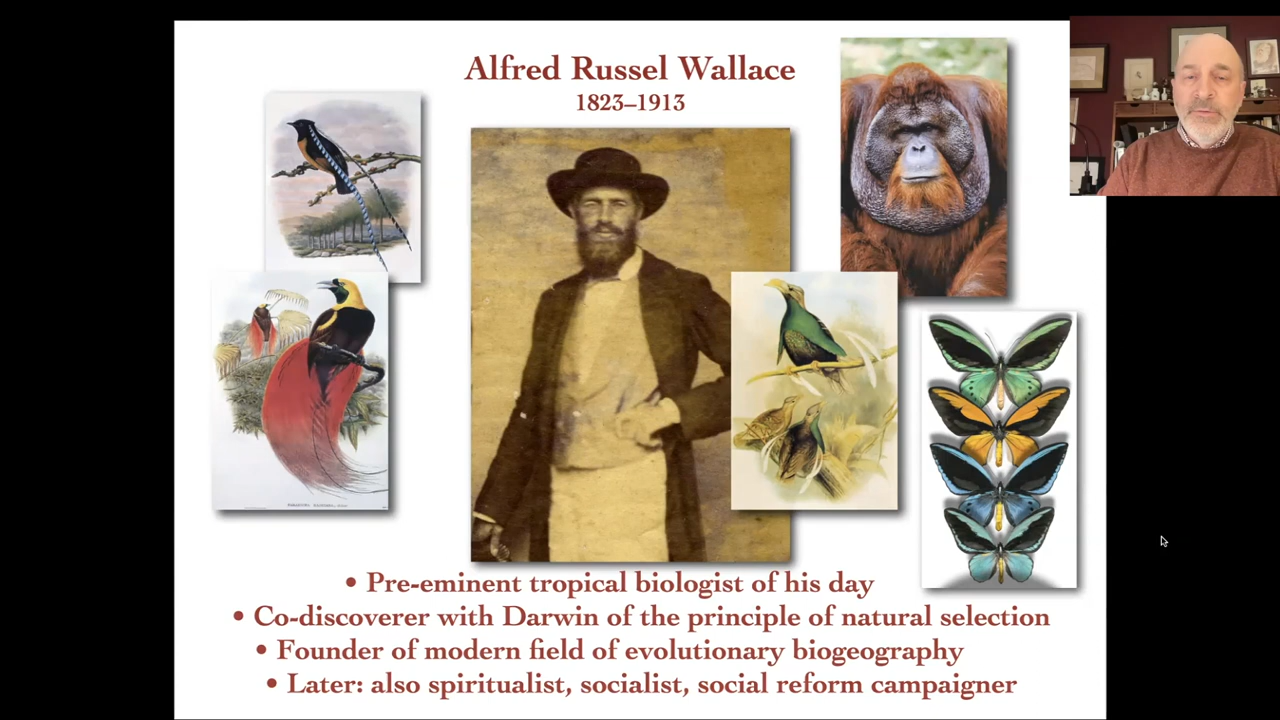 Alfred Russel Wallace
1823–1913
• Pre-eminent tropical biologist of his day
• Co-discoverer with Darwin of the principle of natural selection
• Founder of modern field of evolutionary biogeography
• Later: also spiritualist, socialist, social reform campaigner